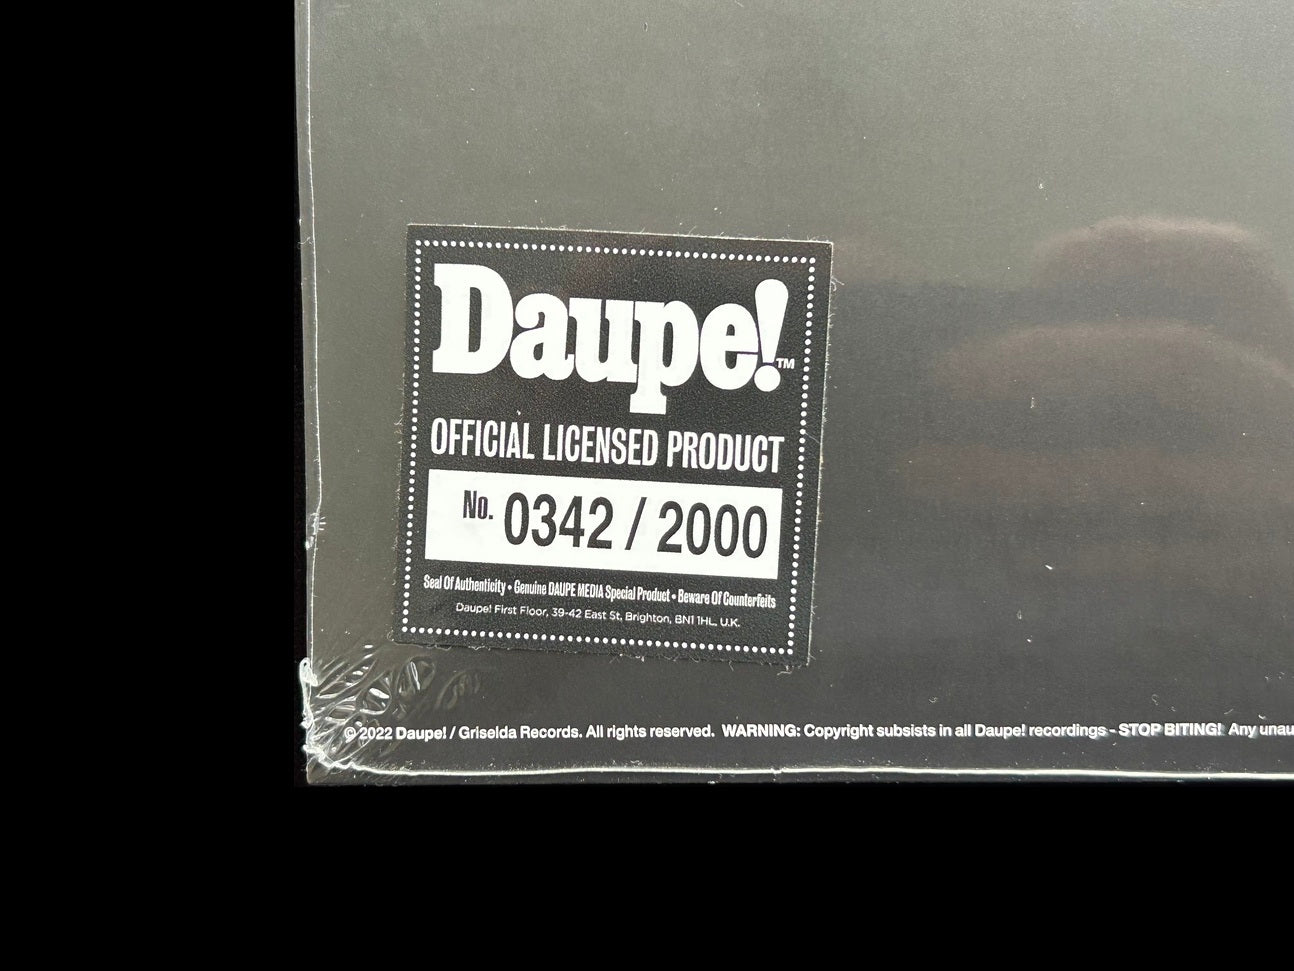 Daupe!™
OFFICIAL LICENSED PRODUCT
No. 0342 / 2000
Seal Of Authenticity • Genuine DAUPE MEDIA Special Product • Beware Of Counterfeits
Daupe! First Floor, 39-42 East St, Brighton, BN1 1HL, U.K.
© 2022 Daupe! / Griselda Records. All rights reserved. WARNING: Copyright subsists in all Daupe! recordings - STOP BITING! Any unau